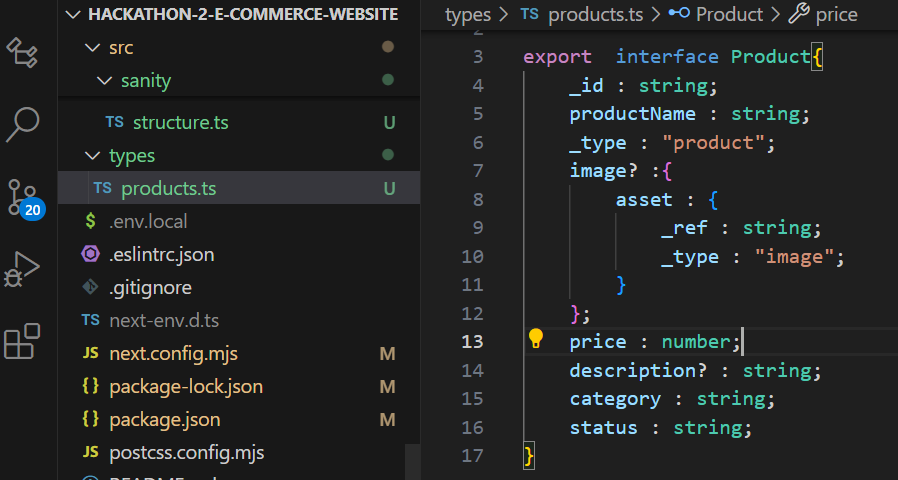 HACKATHON-2-E-COMMERCE-WEBSITE
src
sanity
TS structure.ts U
types
TS products.ts U
$ .env.local
.eslintrc.json
.gitignore
TS next-env.d.ts
JS next.config.mjs M
{} package-lock.json M
{} package.json M
JS postcss.config.mjs
20
types > TS products.ts > Product > price
3 export  interface Product{
4 _id : string;
5 productName : string;
6 _type : "product";
7 image? :{
8 asset : {
9 _ref : string;
10 _type : "image";
11 }
12 };
13 price : number;
14 description? : string;
15 category : string;
16 status : string;
17 }